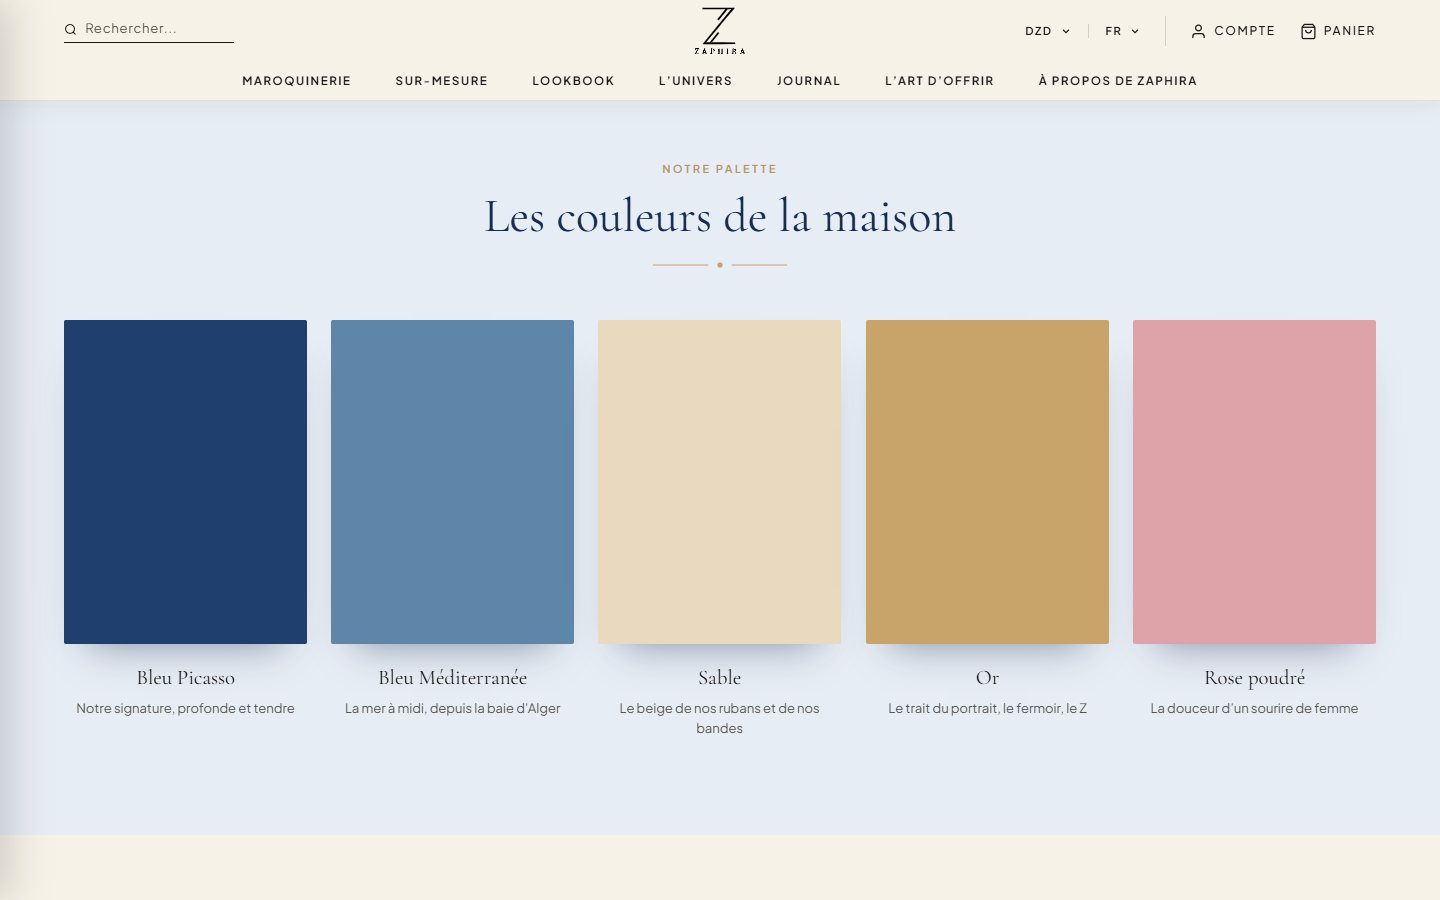 Rechercher...
ZAPHIRA
DZD
FR
COMPTE
PANIER
MAROQUINERIE
SUR-MESURE
LOOKBOOK
L’UNIVERS
JOURNAL
L’ART D’OFFRIR
À PROPOS DE ZAPHIRA
NOTRE PALETTE
Les couleurs de la maison
Bleu Picasso
Notre signature, profonde et tendre
Bleu Méditerranée
La mer à midi, depuis la baie d’Alger
Sable
Le beige de nos rubans et de nos
bandes
Or
Le trait du portrait, le fermoir, le Z
Rose poudré
La douceur d’un sourire de femme